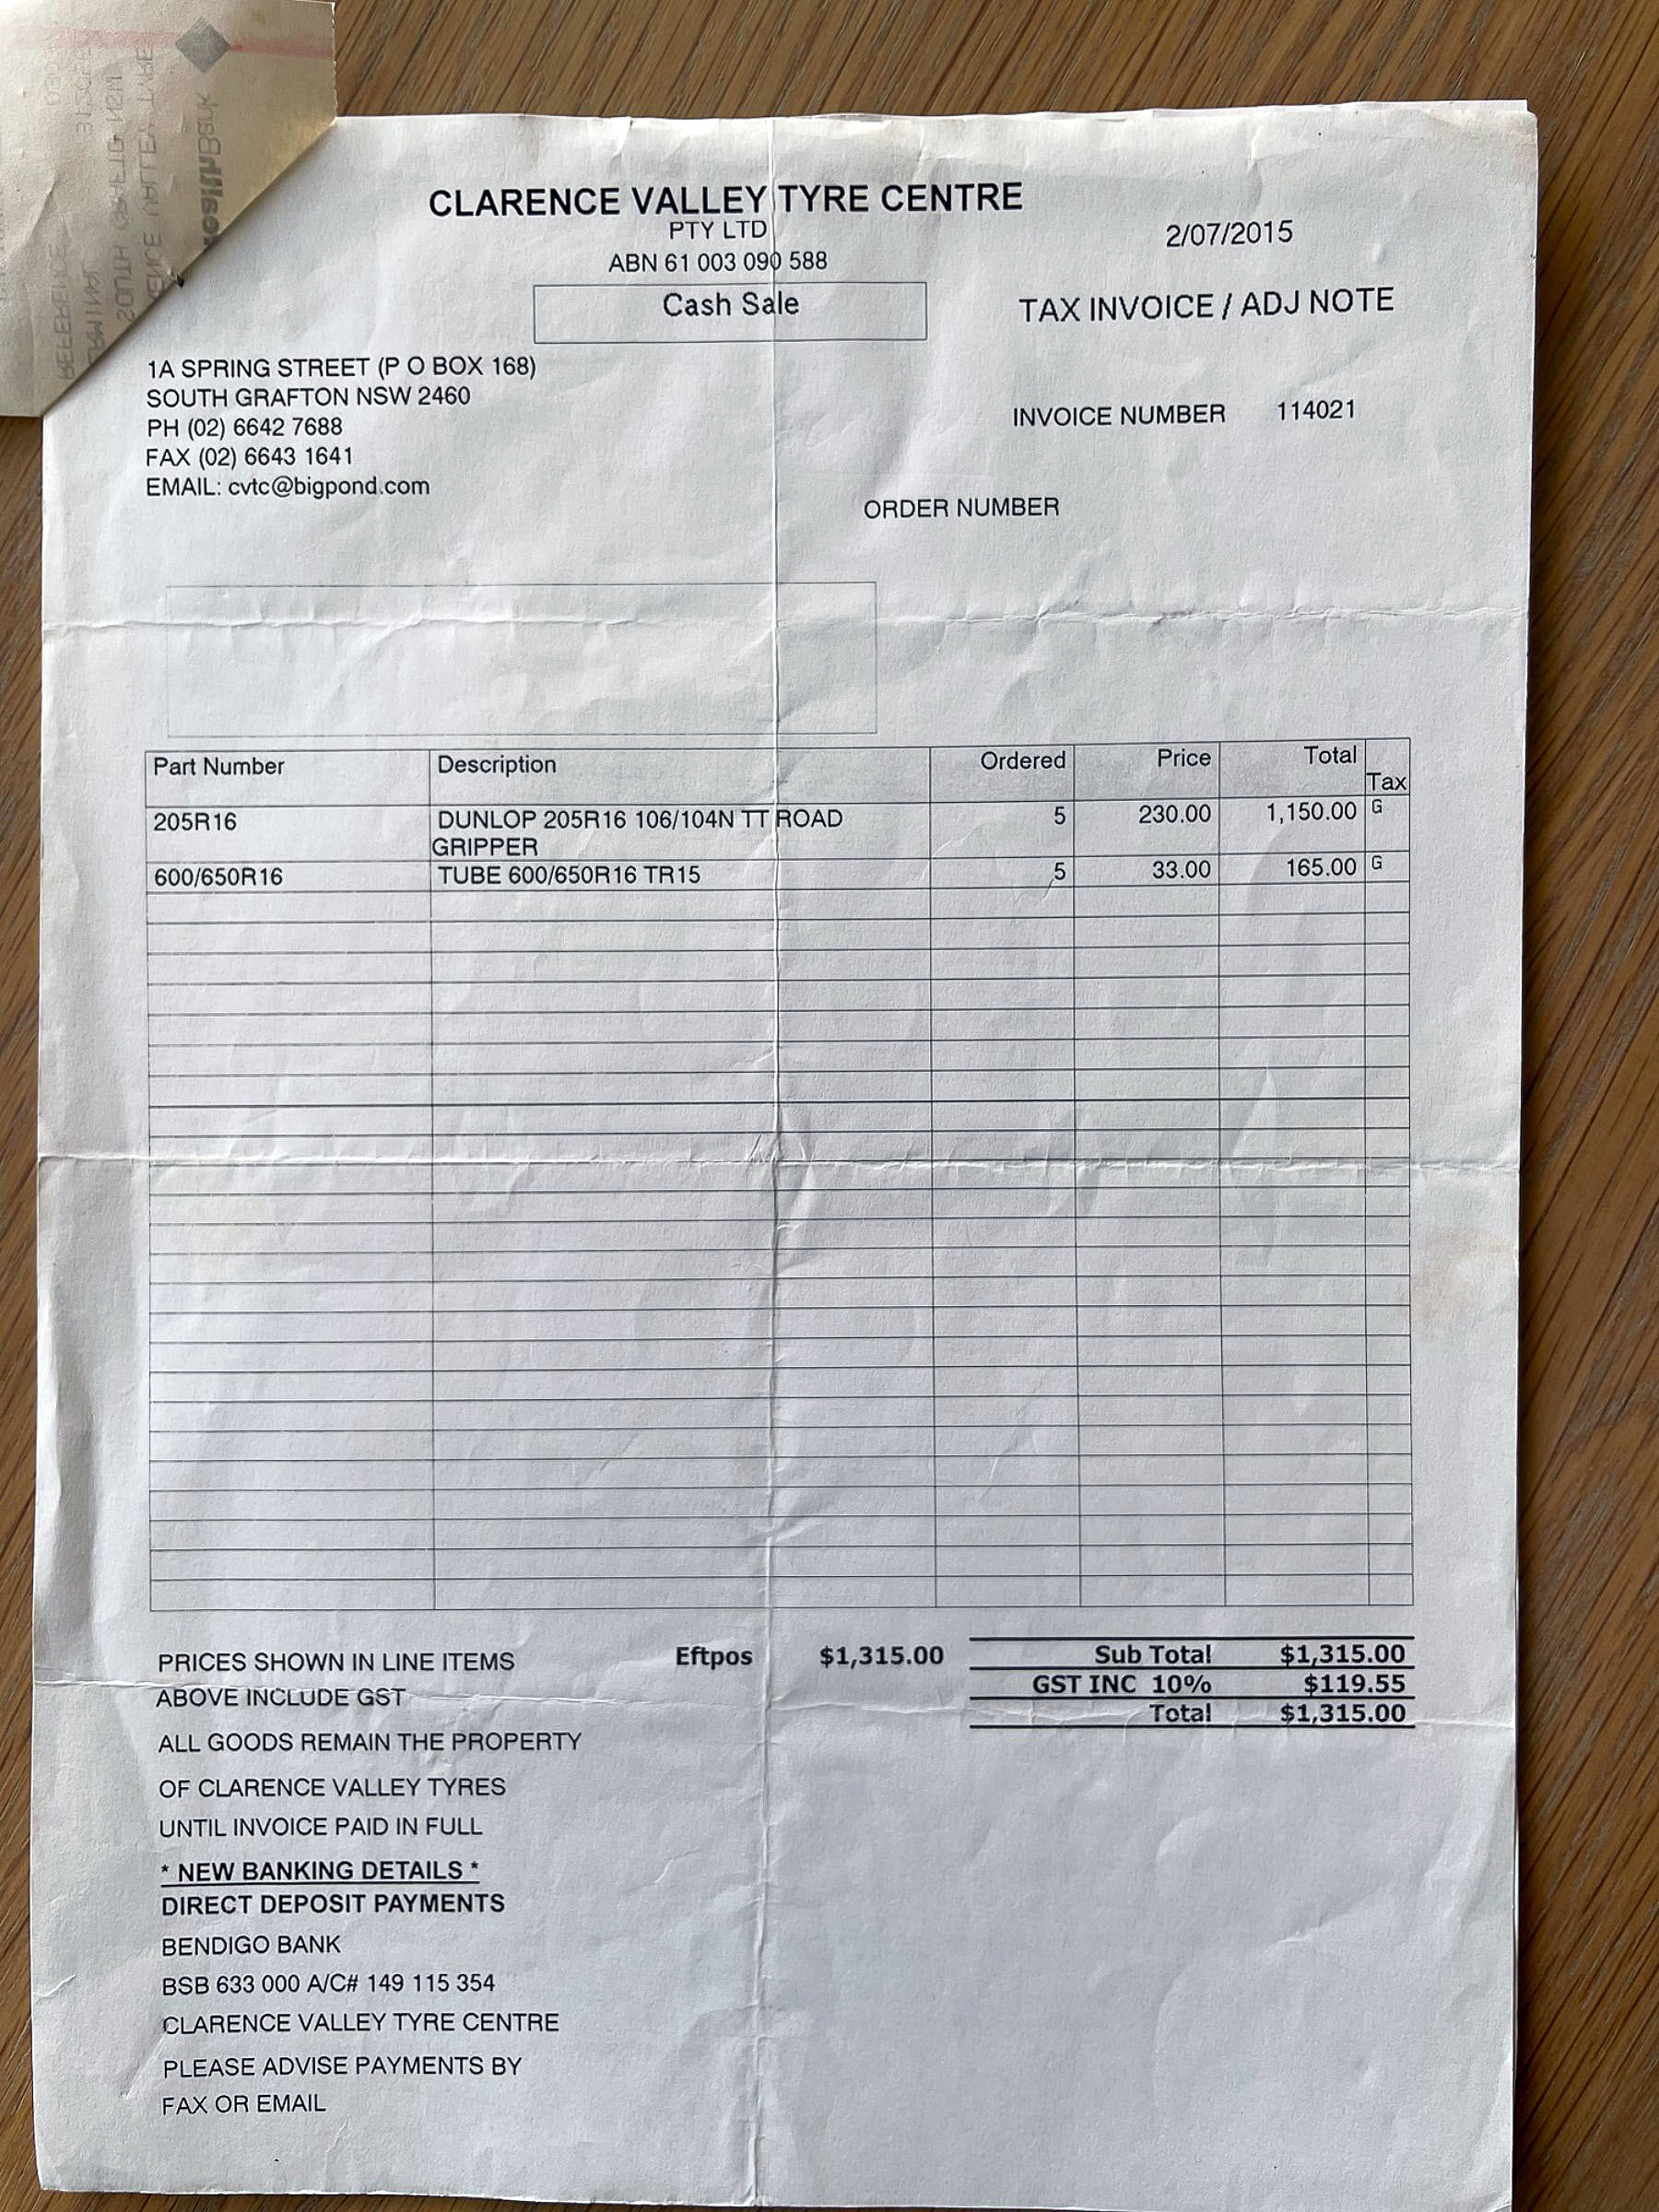 CLARENCE VALLEY TYRE CENTRE
PTY LTD
2/07/2015
ABN 61 003 090 588
Cash Sale
TAX INVOICE / ADJ NOTE
1A SPRING STREET (P O BOX 168)
SOUTH GRAFTON NSW 2460
PH (02) 6642 7688
FAX (02) 6643 1641
EMAIL: cvtc@bigpond.com
INVOICE NUMBER 114021
ORDER NUMBER
Part Number Description Ordered Price Total Tax
205R16 DUNLOP 205R16 106/104N TT ROAD 5 230.00 1,150.00 G
GRIPPER
600/650R16 TUBE 600/650R16 TR15 5 33.00 165.00 G
PRICES SHOWN IN LINE ITEMS
ABOVE INCLUDE GST
Eftpos $1,315.00
Sub Total $1,315.00
GST INC 10% $119.55
Total $1,315.00
ALL GOODS REMAIN THE PROPERTY
OF CLARENCE VALLEY TYRES
UNTIL INVOICE PAID IN FULL
* NEW BANKING DETAILS *
DIRECT DEPOSIT PAYMENTS
BENDIGO BANK
BSB 633 000 A/C# 149 115 354
CLARENCE VALLEY TYRE CENTRE
PLEASE ADVISE PAYMENTS BY
FAX OR EMAIL